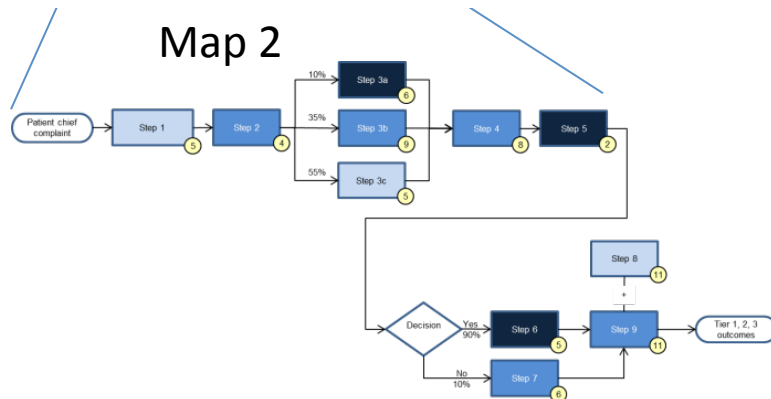 Map 2
Patient chief
complaint
Step 1
5
Step 2
4
10%
Step 3a
6
35%
Step 3b
9
55%
Step 3c
5
Step 4
8
Step 5
2
Decision
Yes
90%
No
10%
Step 6
5
Step 7
6
Step 8
11
+
Step 9
11
Tier 1, 2, 3
outcomes